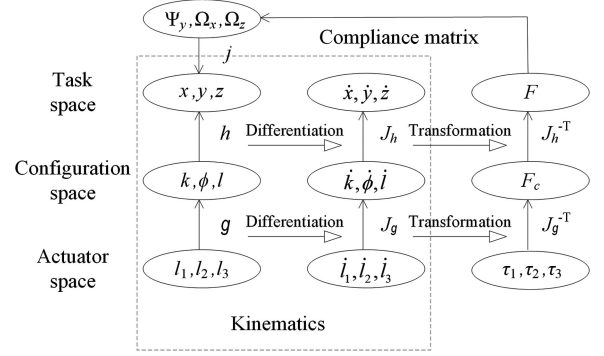 Ψy, Ωx, Ωz
Compliance matrix
j
Task space
x, y, z
ẋ, ẏ, ż
F
h
Differentiation
Jh
Transformation
Jh^-T
Configuration space
k, ϕ, l
k̇, ϕ̇, l̇
Fc
g
Differentiation
Jg
Transformation
Jg^-T
Actuator space
l1, l2, l3
l̇1, l̇2, l̇3
τ1, τ2, τ3
Kinematics